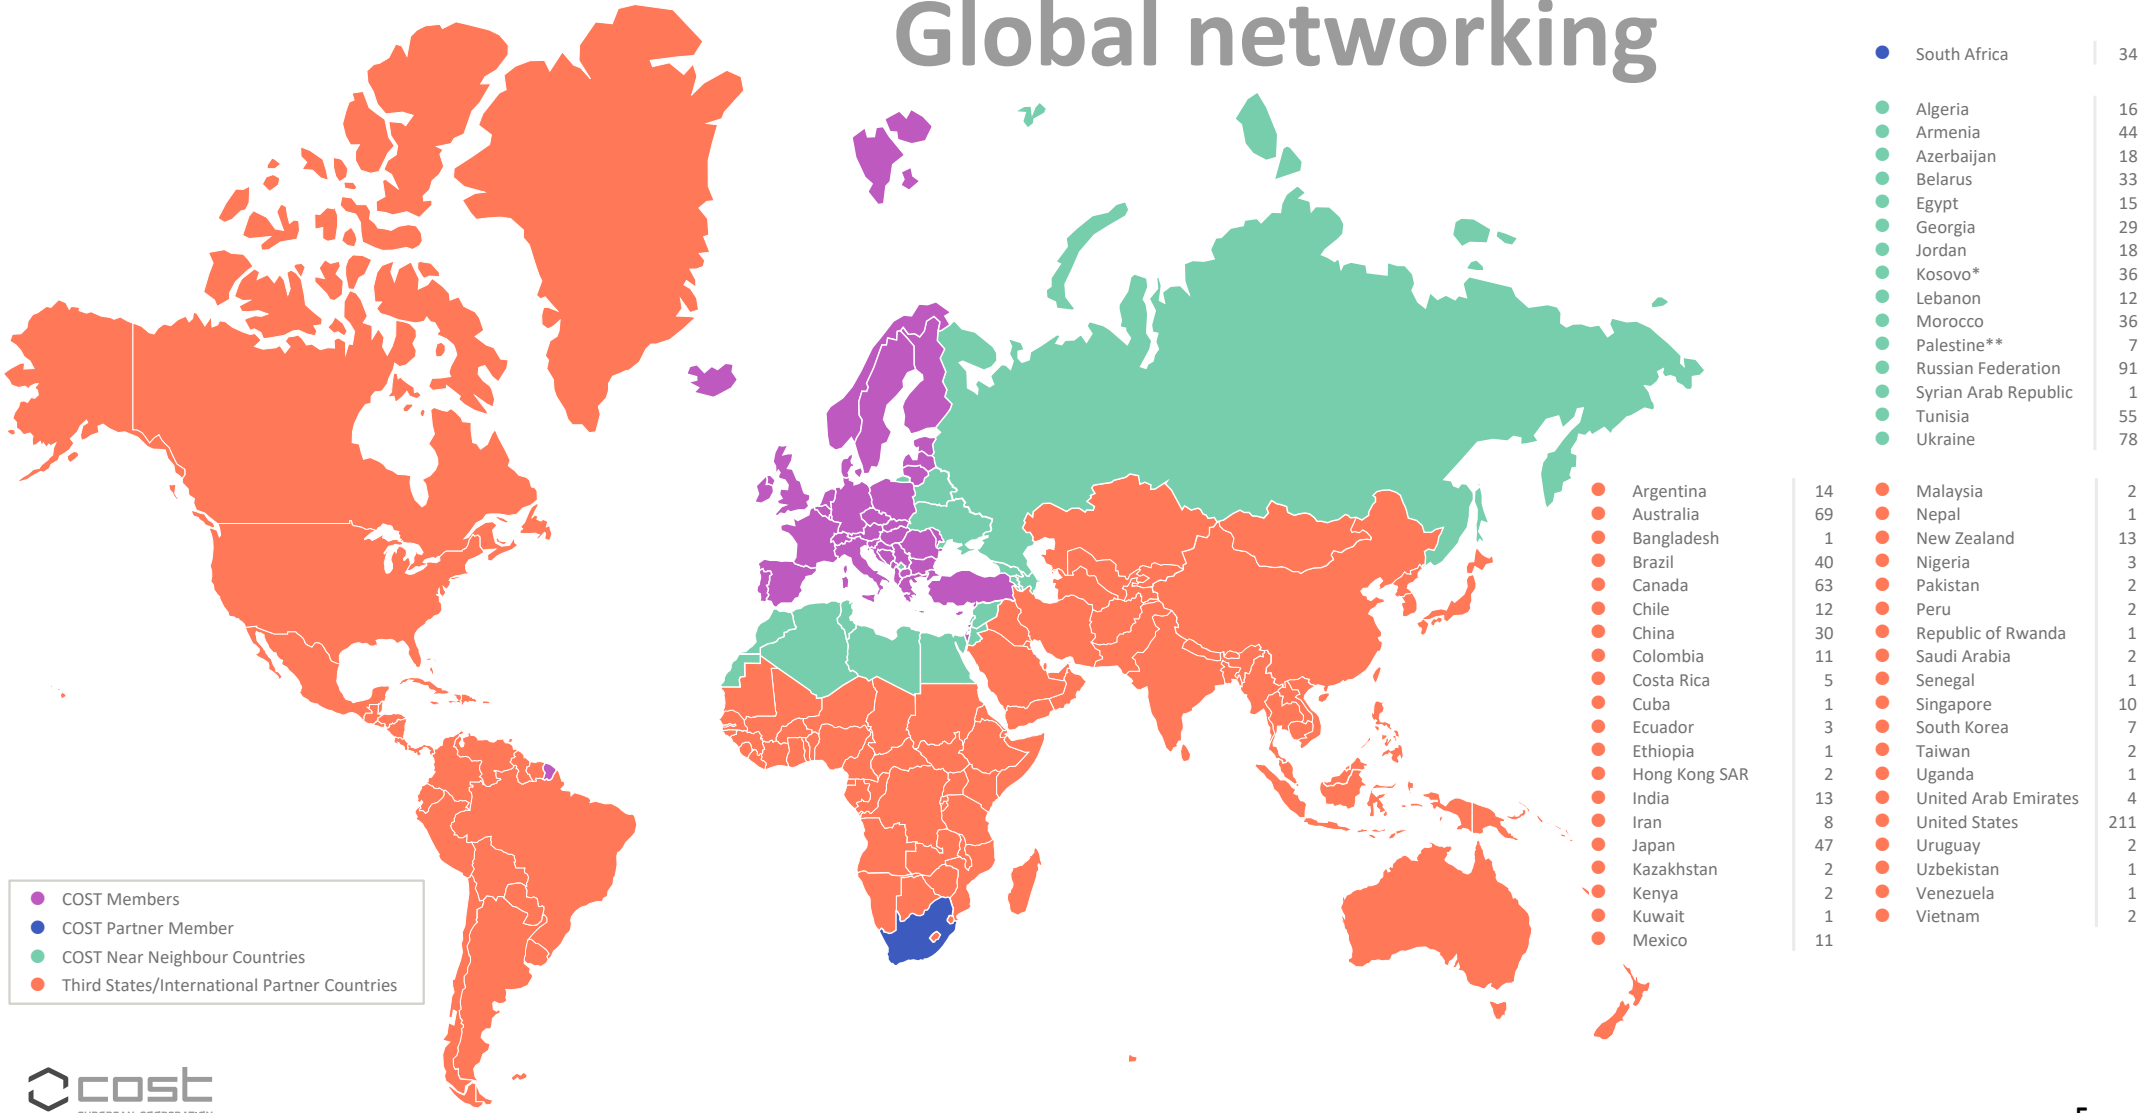 Global networking
South Africa 34
Algeria 16
Armenia 44
Azerbaijan 18
Belarus 33
Egypt 15
Georgia 29
Jordan 18
Kosovo* 36
Lebanon 12
Morocco 36
Palestine** 7
Russian Federation 91
Syrian Arab Republic 1
Tunisia 55
Ukraine 78
Argentina 14
Australia 69
Bangladesh 1
Brazil 40
Canada 63
Chile 12
China 30
Colombia 11
Costa Rica 5
Cuba 1
Ecuador 3
Ethiopia 1
Hong Kong SAR 2
India 13
Iran 8
Japan 47
Kazakhstan 2
Kenya 2
Kuwait 1
Mexico 11
Malaysia 2
Nepal 1
New Zealand 13
Nigeria 3
Pakistan 2
Peru 2
Republic of Rwanda 1
Saudi Arabia 2
Senegal 1
Singapore 10
South Korea 7
Taiwan 2
Uganda 1
United Arab Emirates 4
United States 211
Uruguay 2
Uzbekistan 1
Venezuela 1
Vietnam 2
COST Members
COST Partner Member
COST Near Neighbour Countries
Third States/International Partner Countries
cost